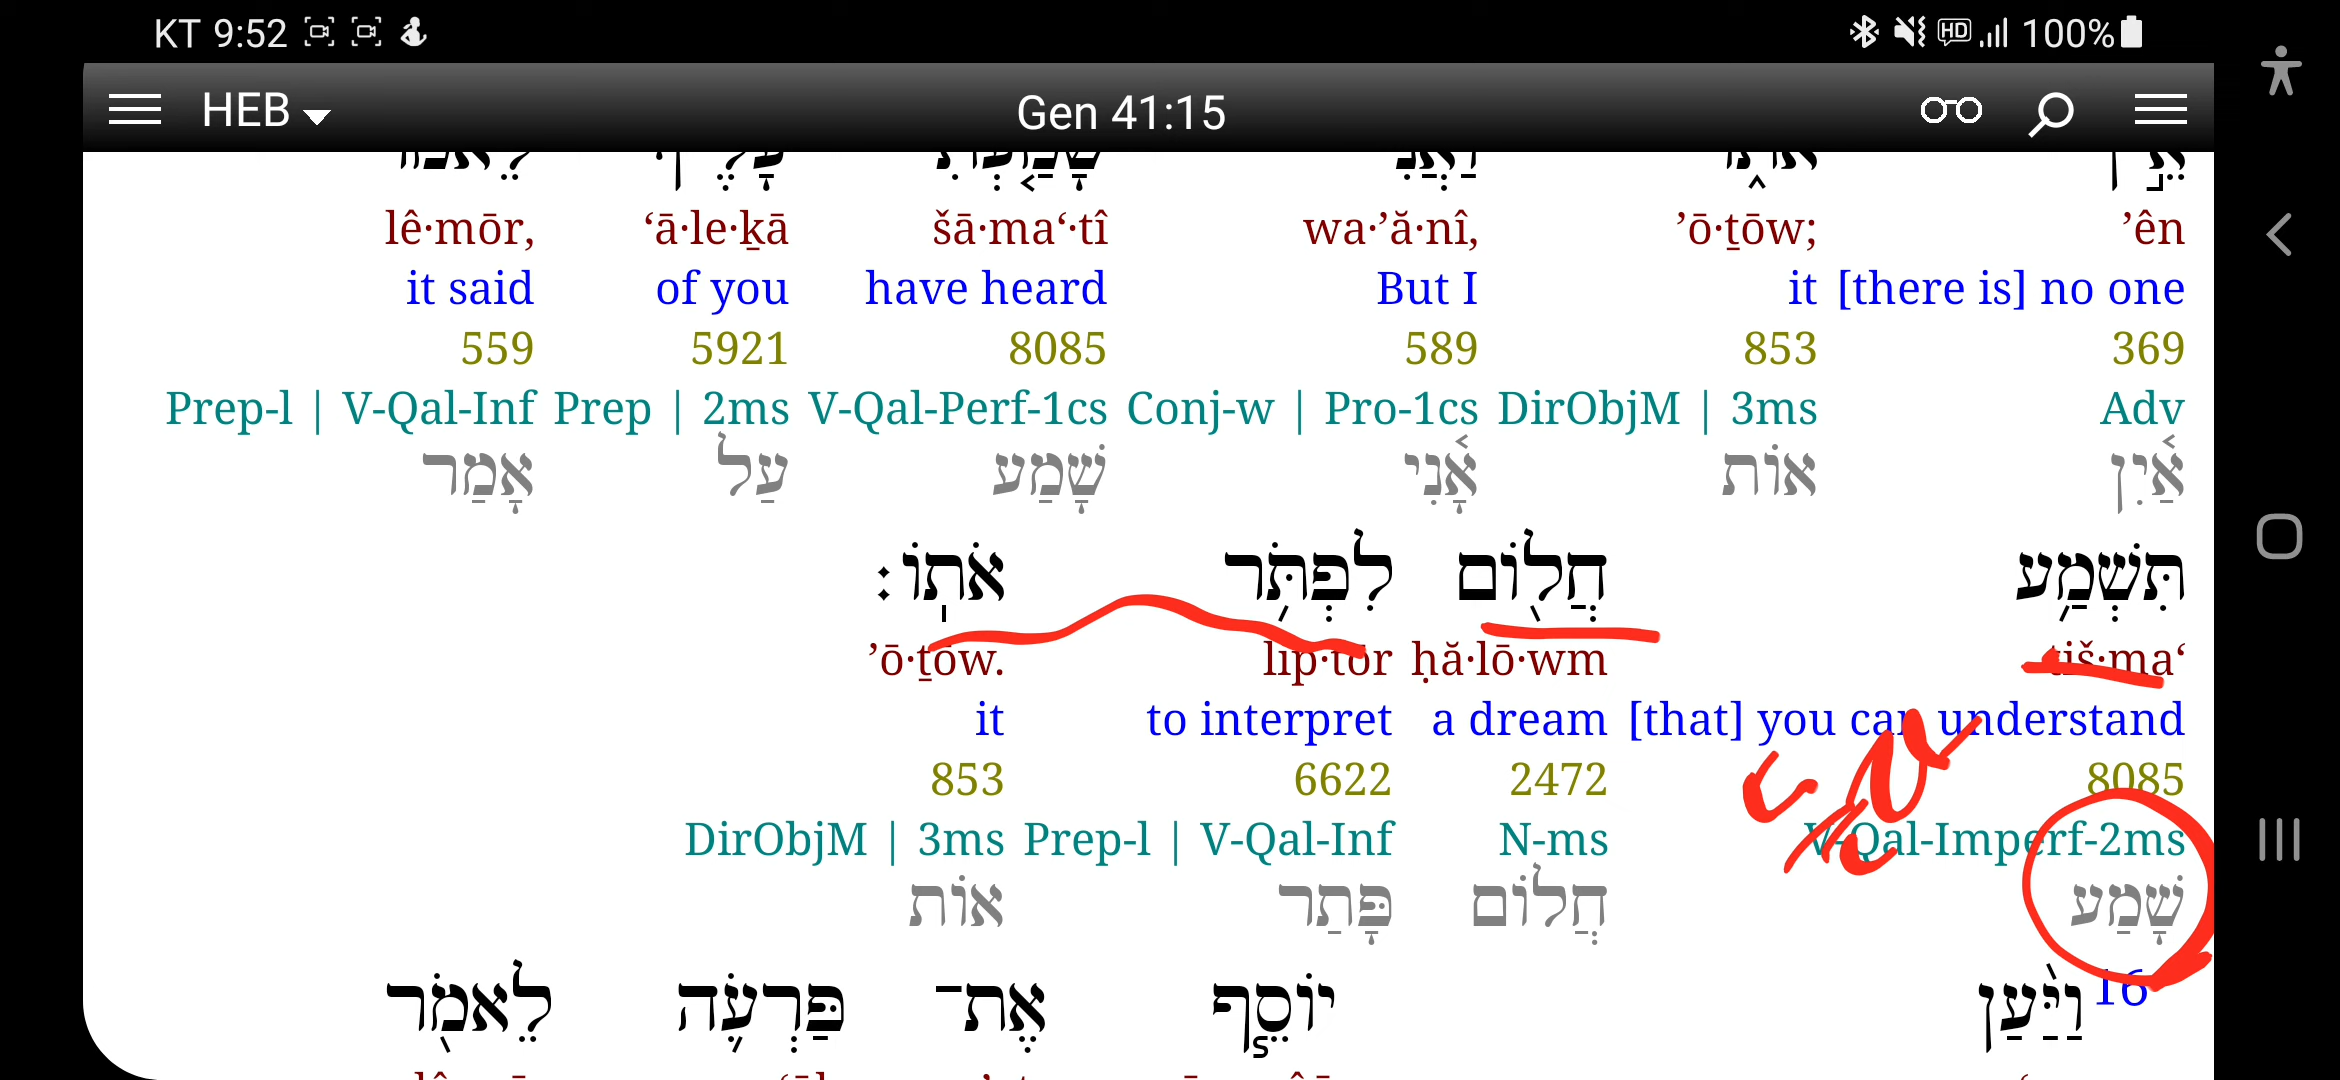 KT 9:52 HD 100%
HEB Gen 41:15
’ên ’ō·ṯōw; wa·’ă·nî, šā·ma‘·tî ‘ā·le·ḵā lê·mōr,
[there is] no one it But I have heard of you it said
369 853 589 8085 5921 559
Adv DirObjM | 3ms Conj-w | Pro-1cs V-Qal-Perf-1cs Prep | 2ms Prep-l | V-Qal-Inf
אַ֫יִן אוֹת אָ֫נִי שָׁמַע עַל אָמַר
תִּשְׁמַ֥ע חֲל֖וֹם לִפְתֹּ֥ר אֹתֽוֹ׃
tiš·ma‘ ḥă·lō·wm lip̄·tōr ’ō·ṯōw.
[that] you can understand a dream to interpret it
8085 2472 6622 853
V-Qal-Imperf-2ms N-ms Prep-l | V-Qal-Inf DirObjM | 3ms
שָׁמַע חֲלוֹם פָּתַר אוֹת
16 וַיַּ֨עַן יוֹסֵ֧ף אֶת־ פַּרְעֹ֛ה לֵאמֹ֖ר